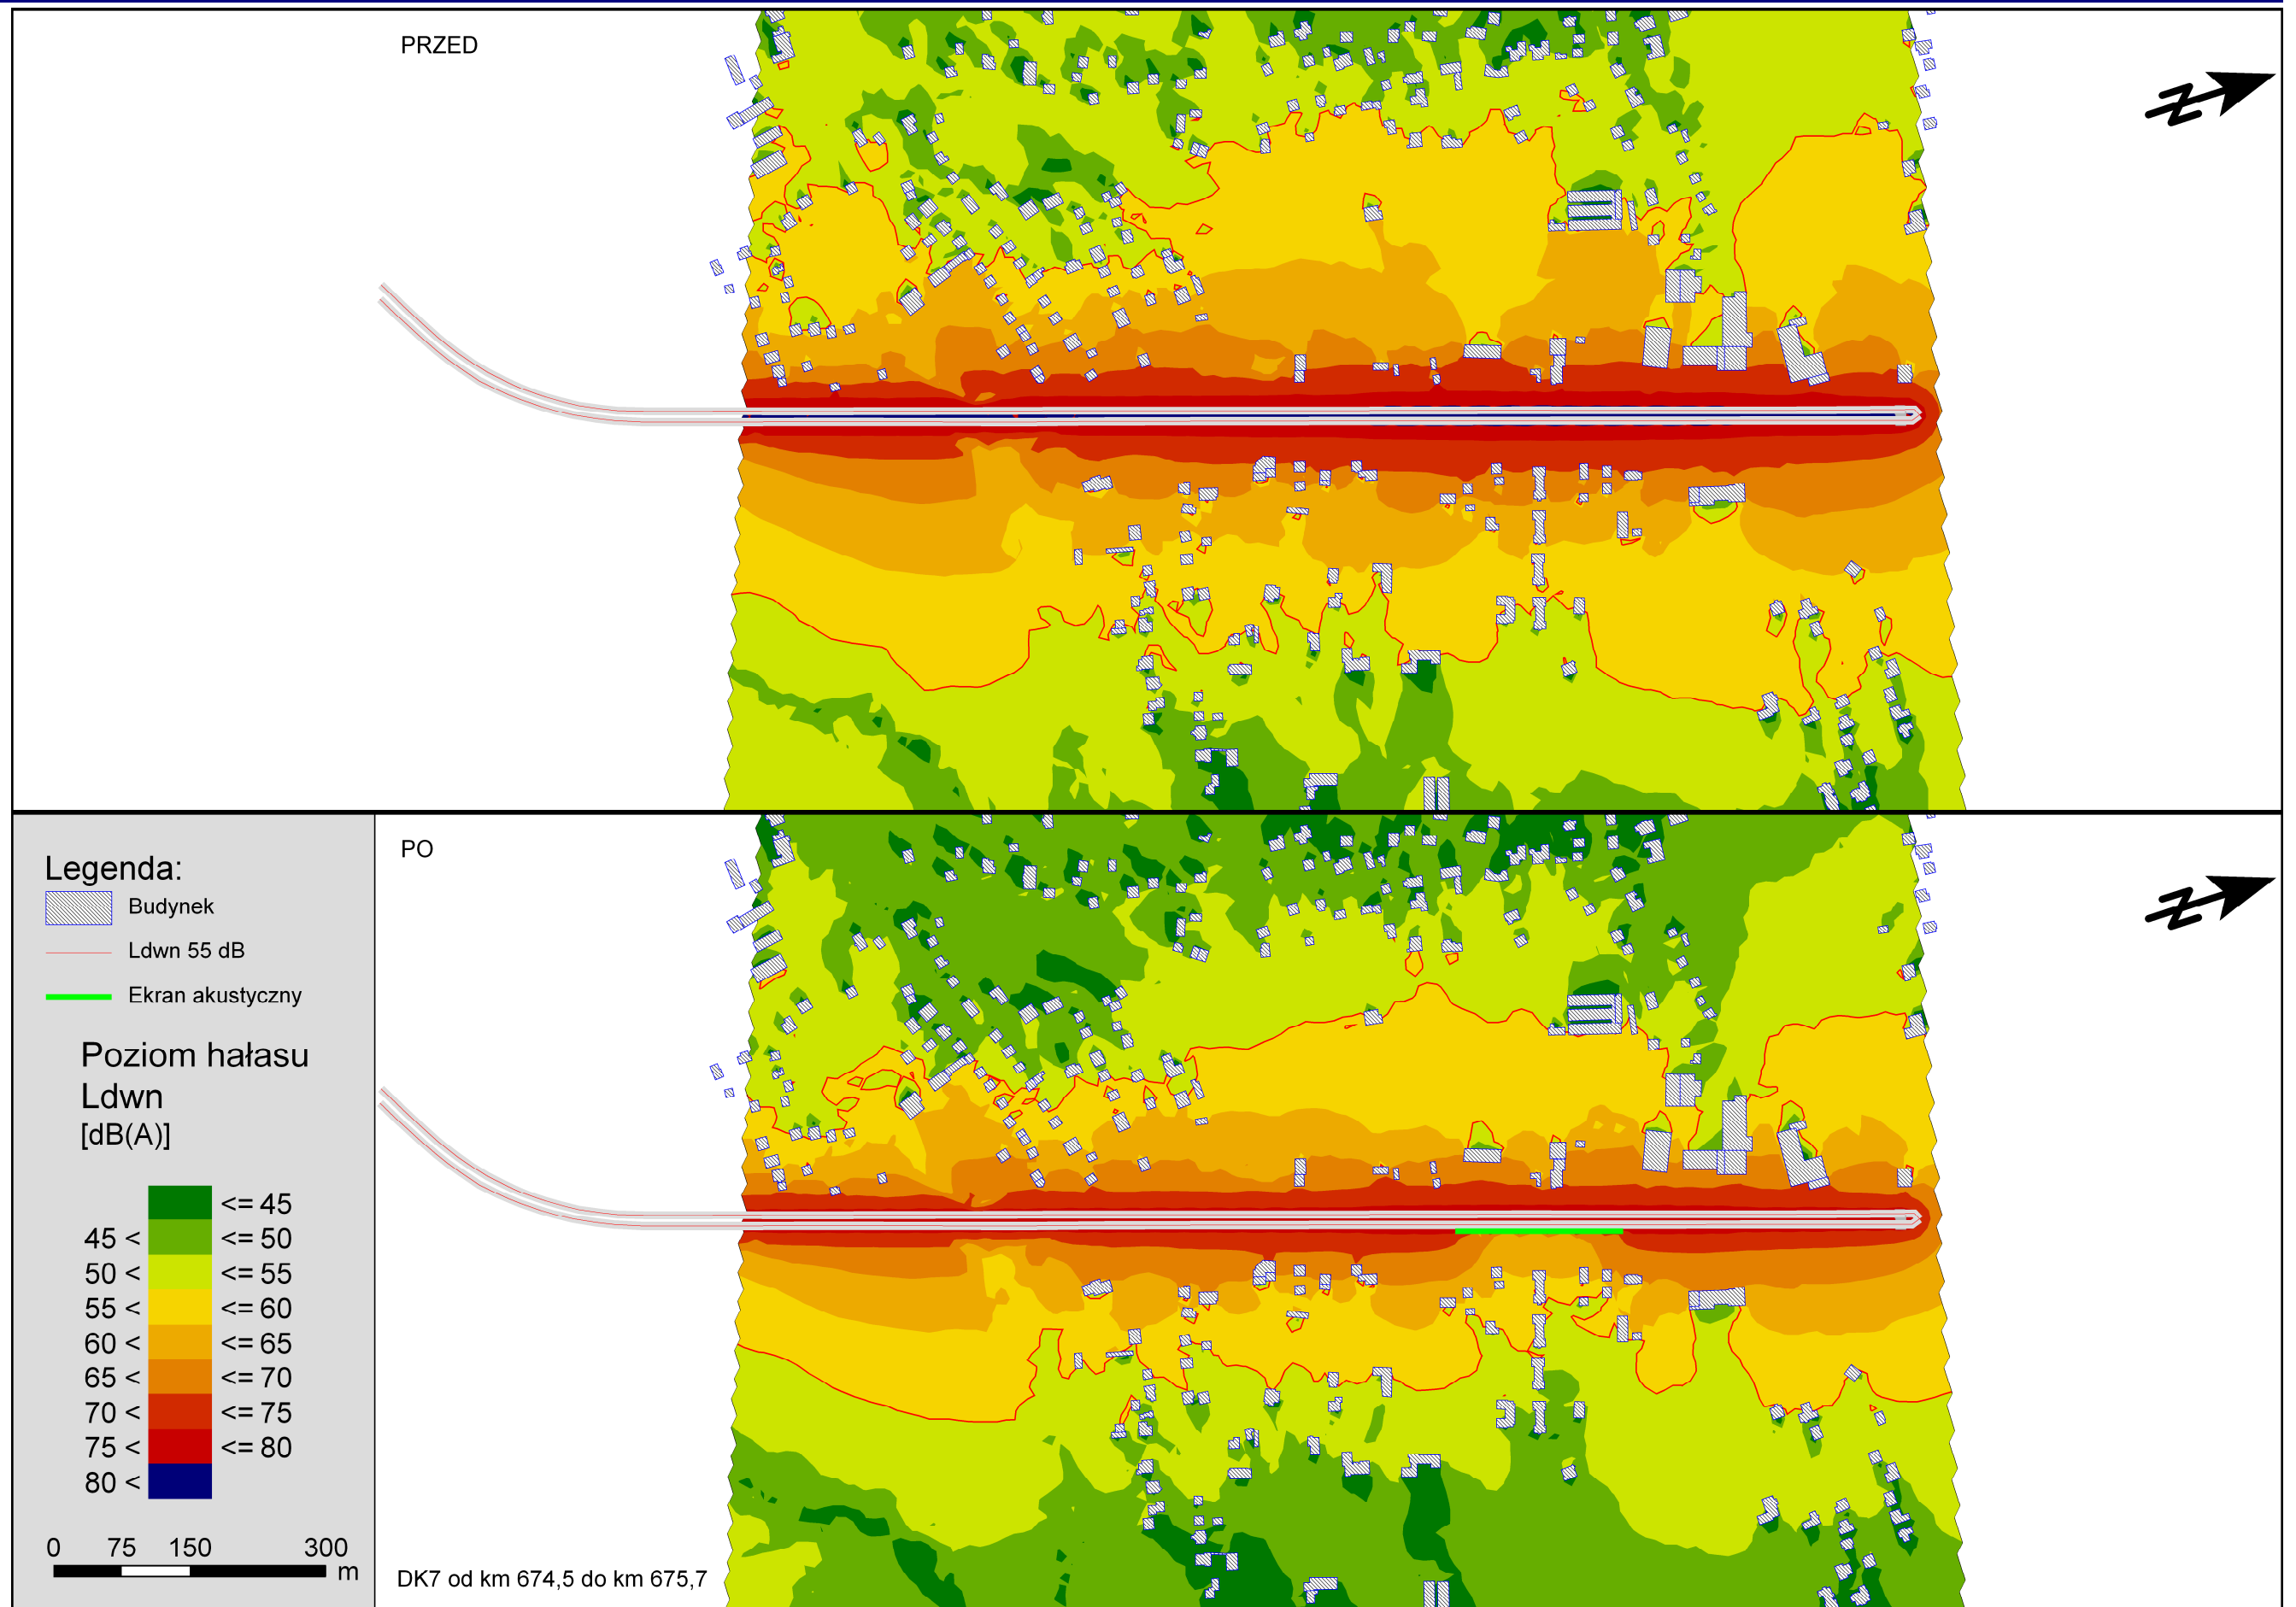 PRZED
Z
PO
Z
Legenda:
Budynek
Ldwn 55 dB
Ekran akustyczny
Poziom hałasu
Ldwn
[dB(A)]
<= 45
45 < <= 50
50 < <= 55
55 < <= 60
60 < <= 65
65 < <= 70
70 < <= 75
75 < <= 80
80 <
0 75 150 300
m
DK7 od km 674,5 do km 675,7